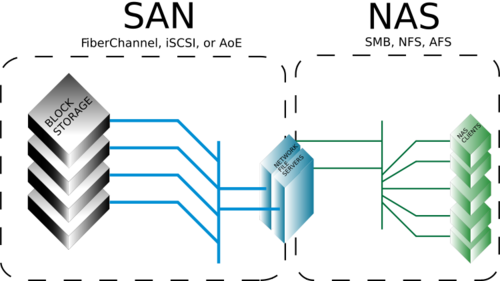 SAN
FiberChannel, iSCSI, or AoE
BLOCK
STORAGE
NETWORK
FILE
SERVERS
NAS
SMB, NFS, AFS
NAS
CLIENTS